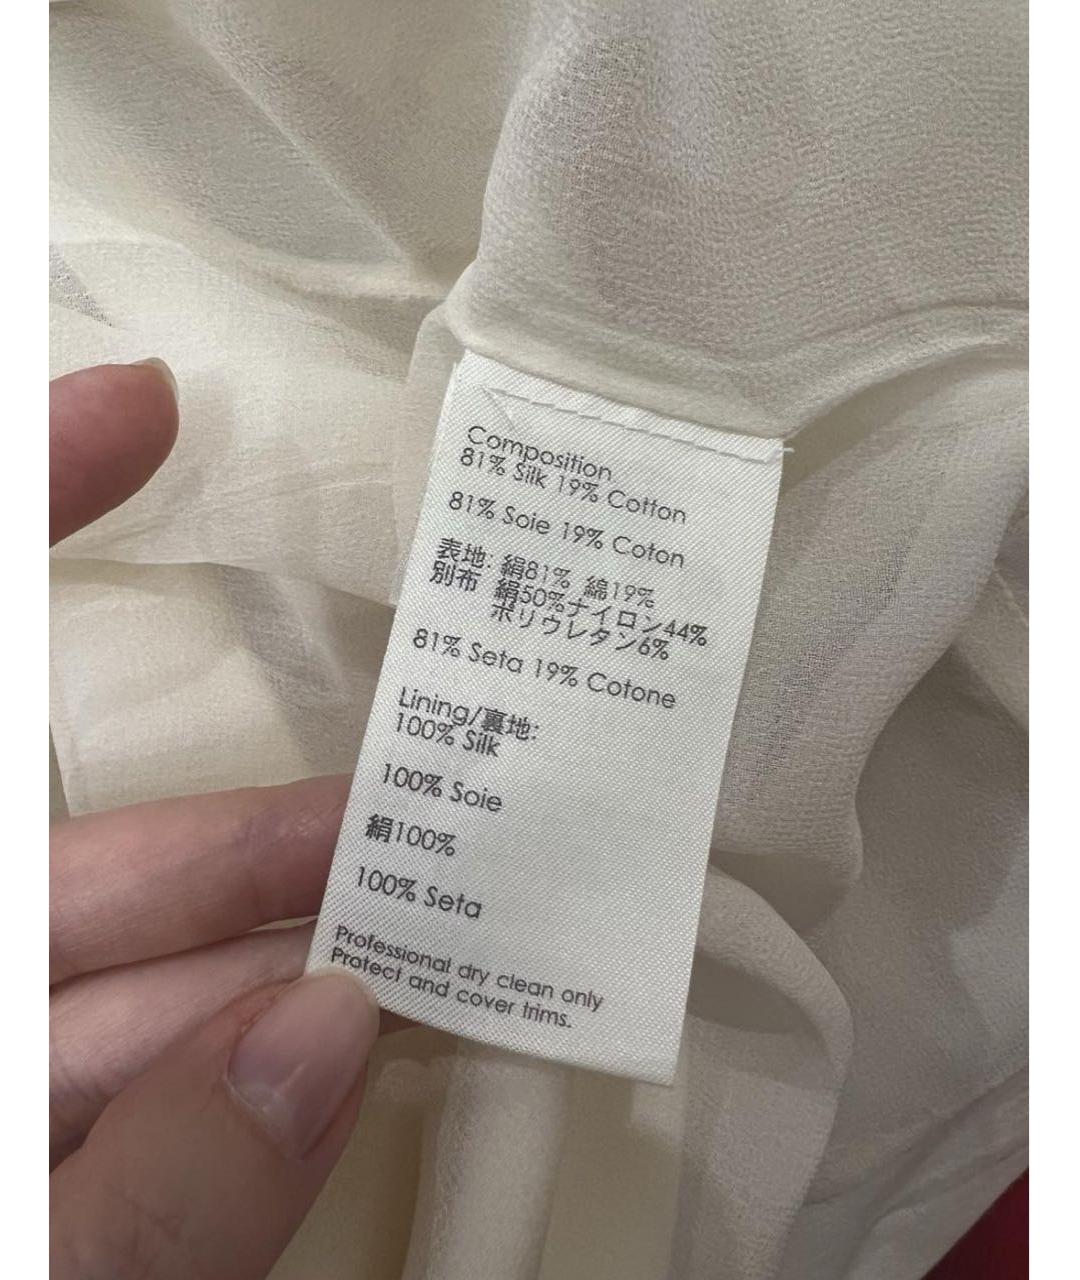 Composition
81% Silk 19% Cotton
81% Soie 19% Coton
表地: 絹81% 綿19%
別布 絹50%ナイロン44%
ポリウレタン6%
81% Seta 19% Cotone
Lining/裏地:
100% Silk
100% Soie
絹100%
100% Seta
Professional dry clean only
Protect and cover trims.